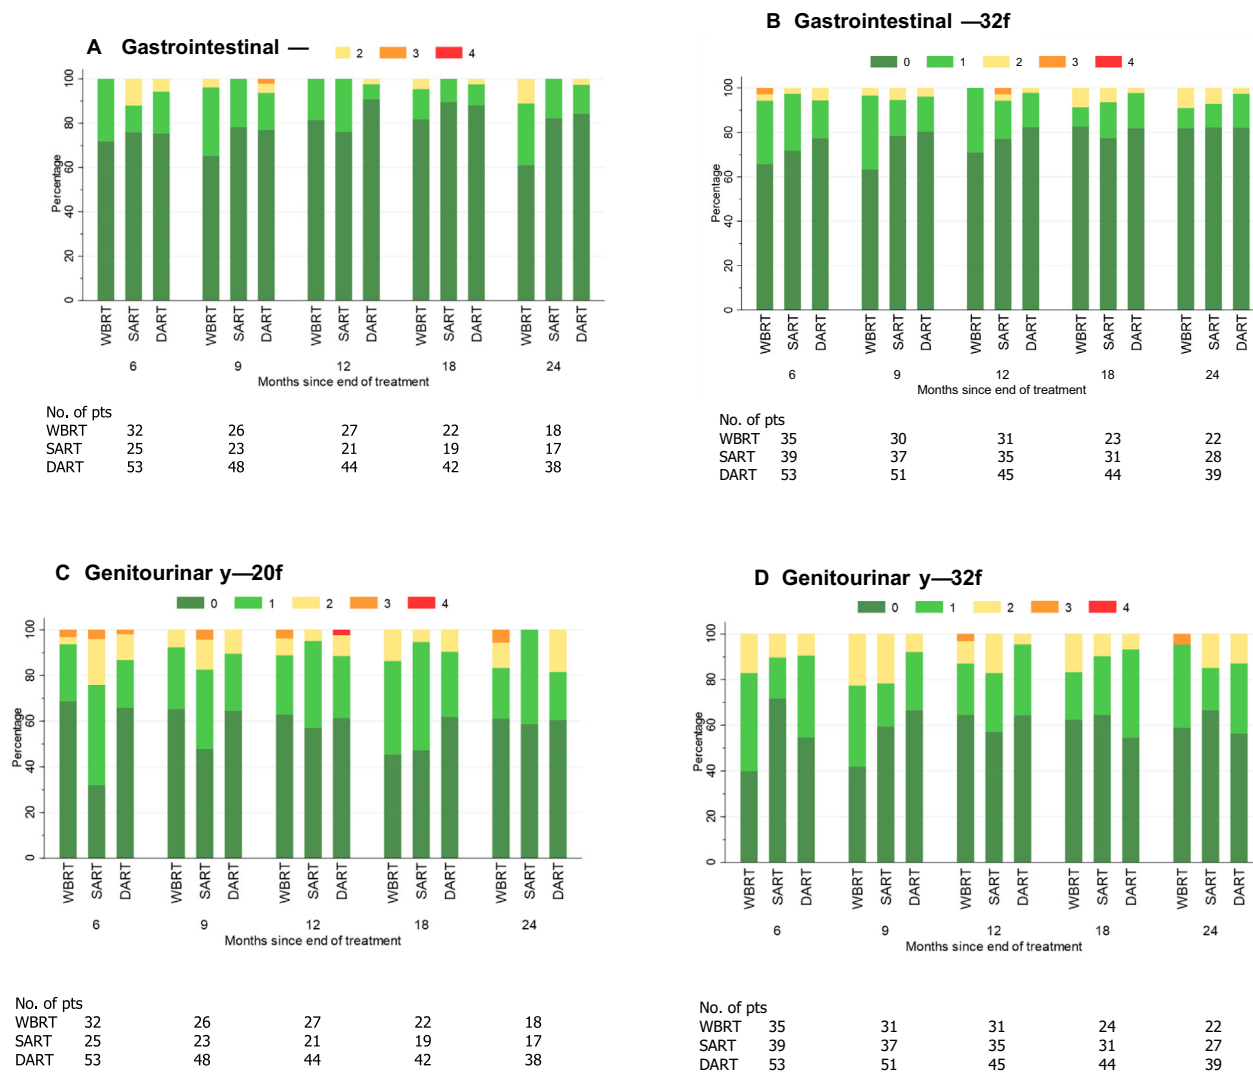 A Gastrointestinal —
2 3 4
100
80
60
40
20
0
Percentage
WBRT SART DART WBRT SART DART WBRT SART DART WBRT SART DART WBRT SART DART
6 9 12 18 24
Months since end of treatment
No. of pts
WBRT 32 26 27 22 18
SART 25 23 21 19 17
DART 53 48 44 42 38
B Gastrointestinal —32f
0 1 2 3 4
100
80
60
40
20
0
Percentage
WBRT SART DART WBRT SART DART WBRT SART DART WBRT SART DART WBRT SART DART
6 9 12 18 24
Months since end of treatment
No. of pts
WBRT 35 30 31 23 22
SART 39 37 35 31 28
DART 53 51 45 44 39
C Genitourinar y—20f
0 1 2 3 4
100
80
60
40
20
0
Percentage
WBRT SART DART WBRT SART DART WBRT SART DART WBRT SART DART WBRT SART DART
6 9 12 18 24
Months since end of treatment
No. of pts
WBRT 32 26 27 22 18
SART 25 23 21 19 17
DART 53 48 44 42 38
D Genitourinar y—32f
0 1 2 3 4
100
80
60
40
20
0
Percentage
WBRT SART DART WBRT SART DART WBRT SART DART WBRT SART DART WBRT SART DART
6 9 12 18 24
Months since end of treatment
No. of pts
WBRT 35 31 31 24 22
SART 39 37 35 31 27
DART 53 51 45 44 39